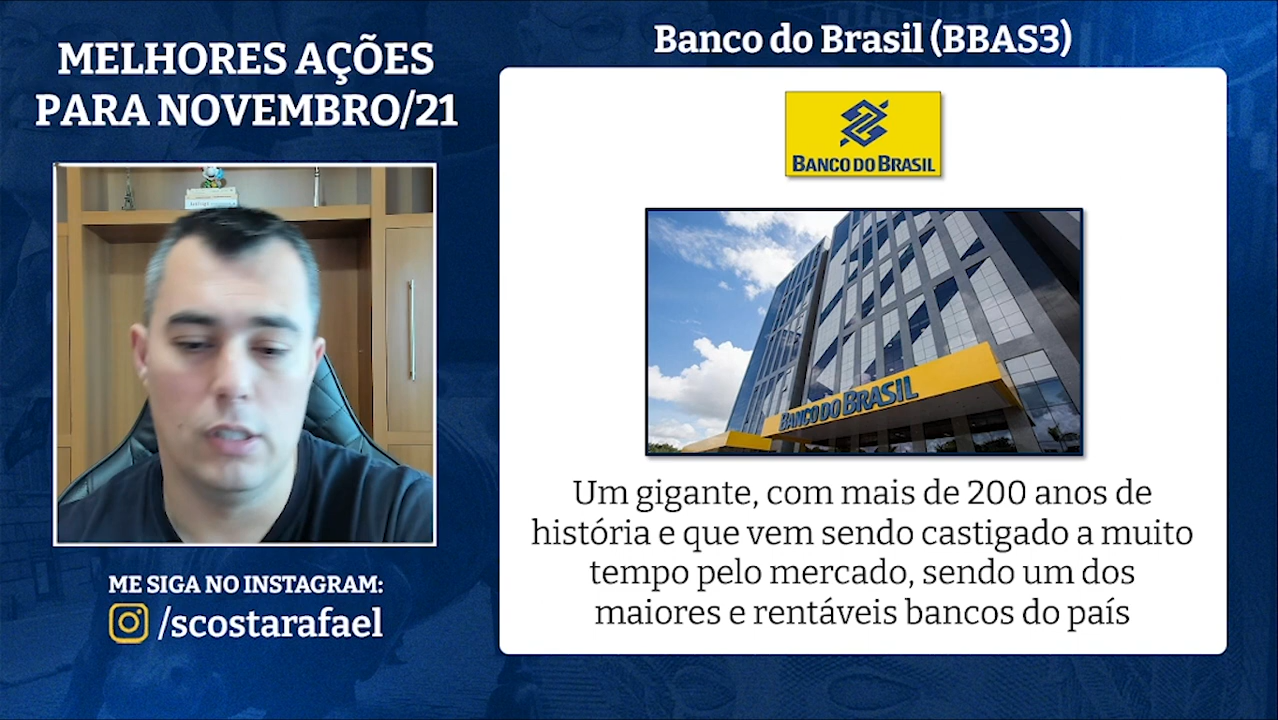 MELHORES AÇÕES
PARA NOVEMBRO/21
ME SIGA NO INSTAGRAM:
/scostarafael
Banco do Brasil (BBAS3)
BANCO DO BRASIL
BANCO DO BRASIL
Um gigante, com mais de 200 anos de
história e que vem sendo castigado a muito
tempo pelo mercado, sendo um dos
maiores e rentáveis bancos do país